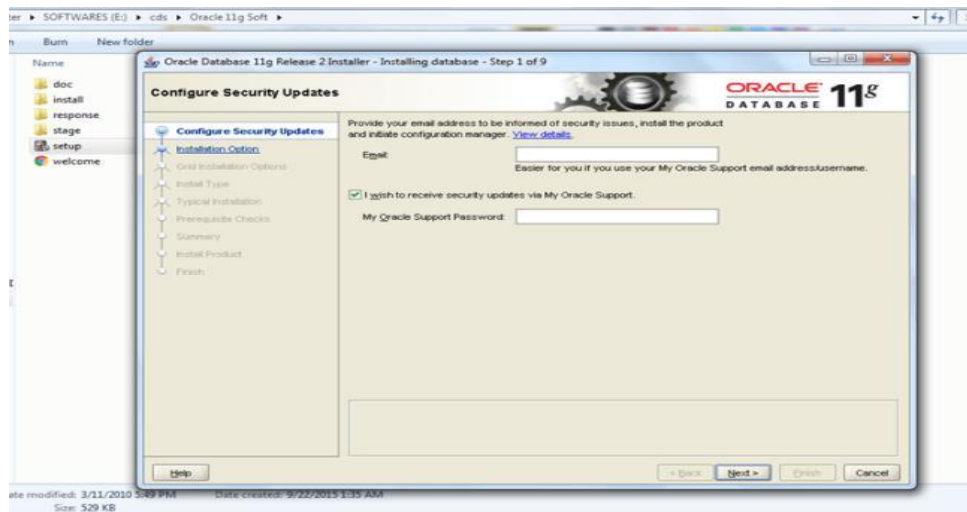 ter ▸ SOFTWARES (E:) ▸ cds ▸ Oracle 11g Soft ▸
Burn New folder
Name
doc
install
response
stage
setup
welcome
Oracle Database 11g Release 2 Installer - Installing database - Step 1 of 9
Configure Security Updates
ORACLE 11g
DATABASE
Configure Security Updates
Installation Option
Grid Installation Options
Install Type
Typical Installation
Prerequisite Checks
Summary
Install Product
Finish
Provide your email address to be informed of security issues, install the product
and initiate configuration manager. View details.
Email:
Easier for you if you use your My Oracle Support email address/username.
I wish to receive security updates via My Oracle Support.
My Oracle Support Password:
Help
< Back
Next >
Finish
Cancel
ate modified: 3/11/2010 5:49 PM Date created: 9/22/2015 1:35 AM
Size: 529 KB